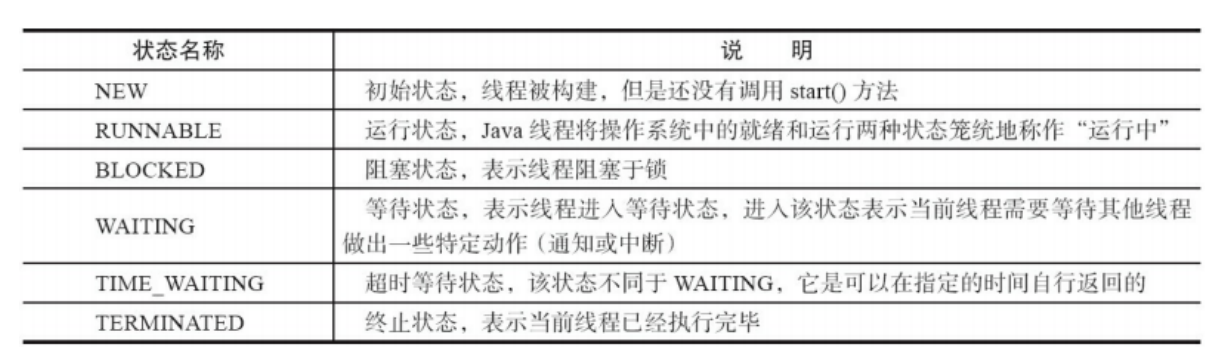 状态名称 说 明
NEW 初始状态，线程被构建，但是还没有调用 start() 方法
RUNNABLE 运行状态，Java 线程将操作系统中的就绪和运行两种状态笼统地称作“运行中”
BLOCKED 阻塞状态，表示线程阻塞于锁
WAITING 等待状态，表示线程进入等待状态，进入该状态表示当前线程需要等待其他线程
做出一些特定动作（通知或中断）
TIME_WAITING 超时等待状态，该状态不同于 WAITING，它是可以在指定的时间自行返回的
TERMINATED 终止状态，表示当前线程已经执行完毕